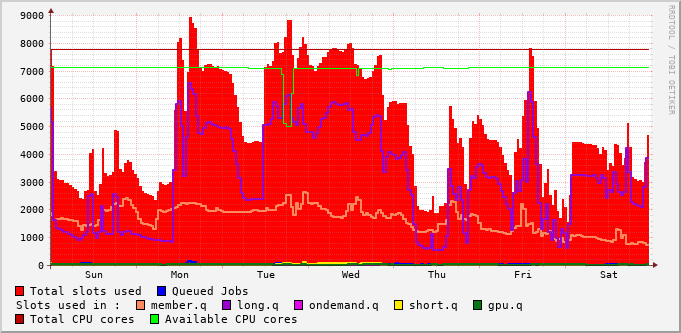 9000
8000
7000
6000
5000
4000
3000
2000
1000
0
Sun Mon Tue Wed Thu Fri Sat
RRDTOOL / TOBI OETIKER
Total slots used Queued Jobs
Slots used in : member.q long.q ondemand.q short.q gpu.q
Total CPU cores Available CPU cores